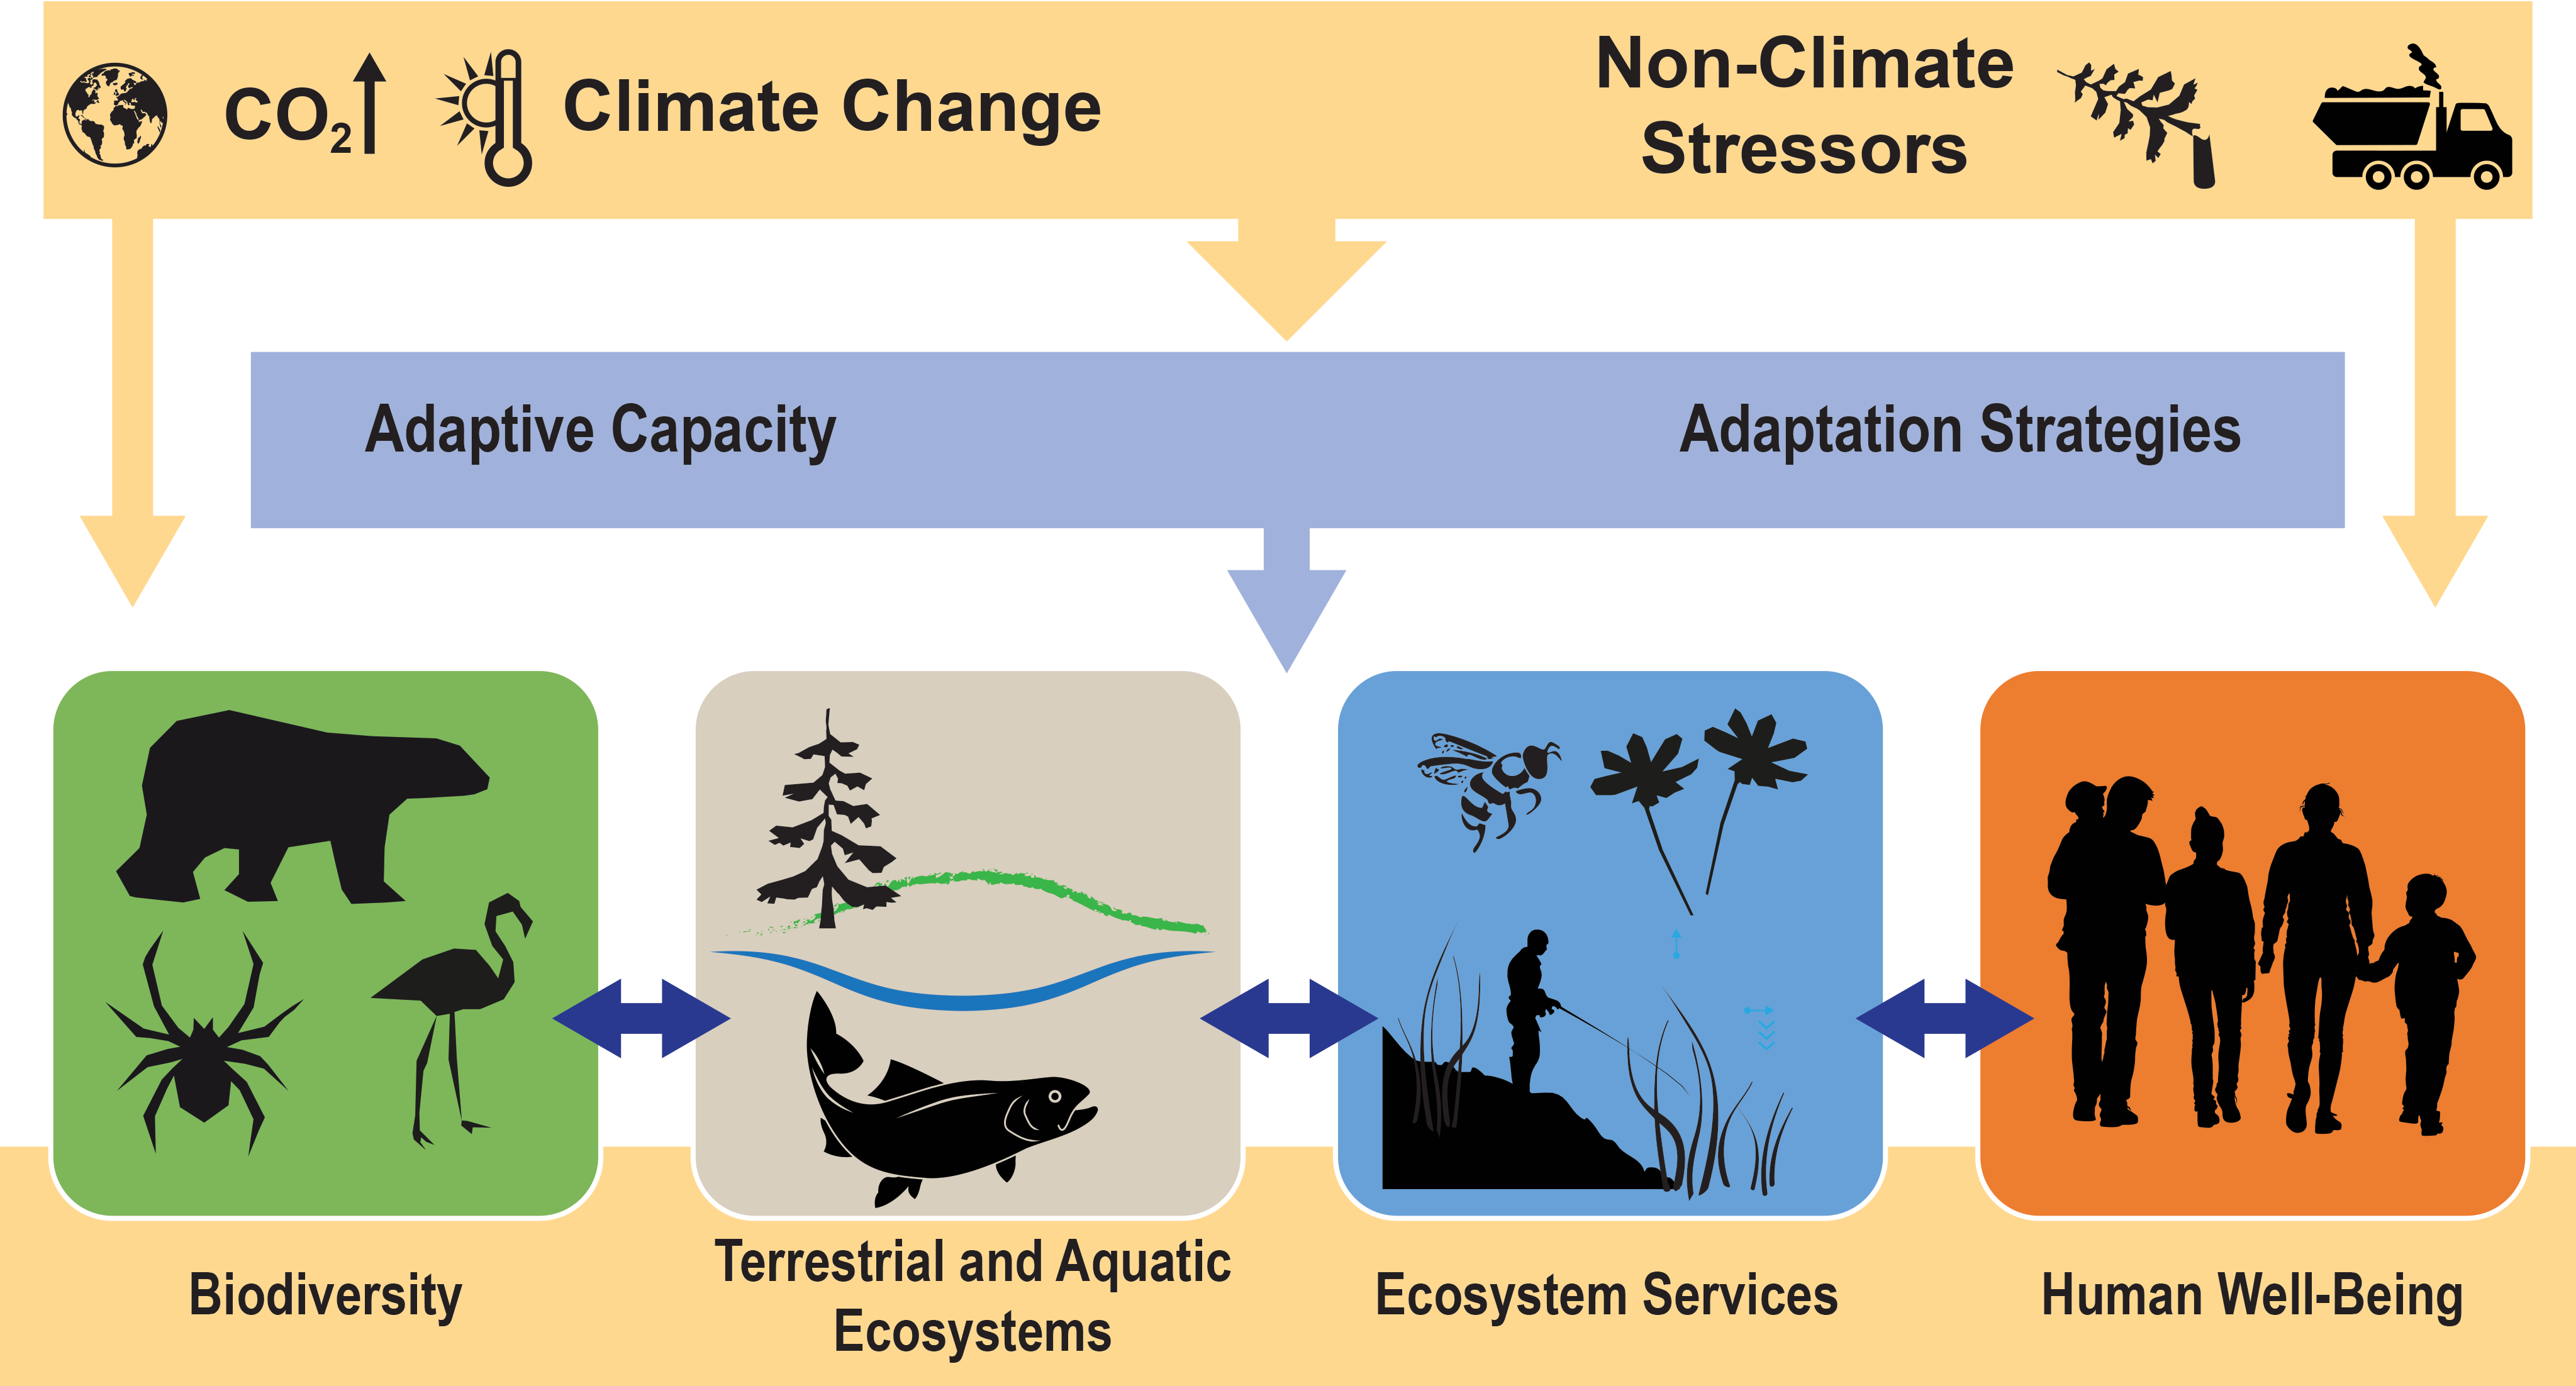 CO₂
Climate Change
Non-Climate
Stressors
Adaptive Capacity
Adaptation Strategies
Biodiversity
Terrestrial and Aquatic
Ecosystems
Ecosystem Services
Human Well-Being